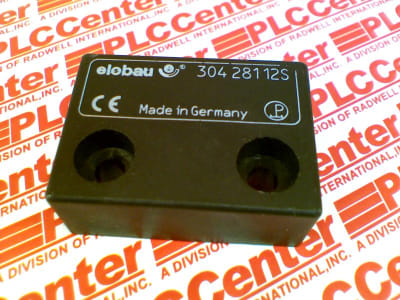 elobau 304 28112S
CE Made in Germany
PLCCenter
A DIVISION OF RADWELL INTERNATIONAL, INC.